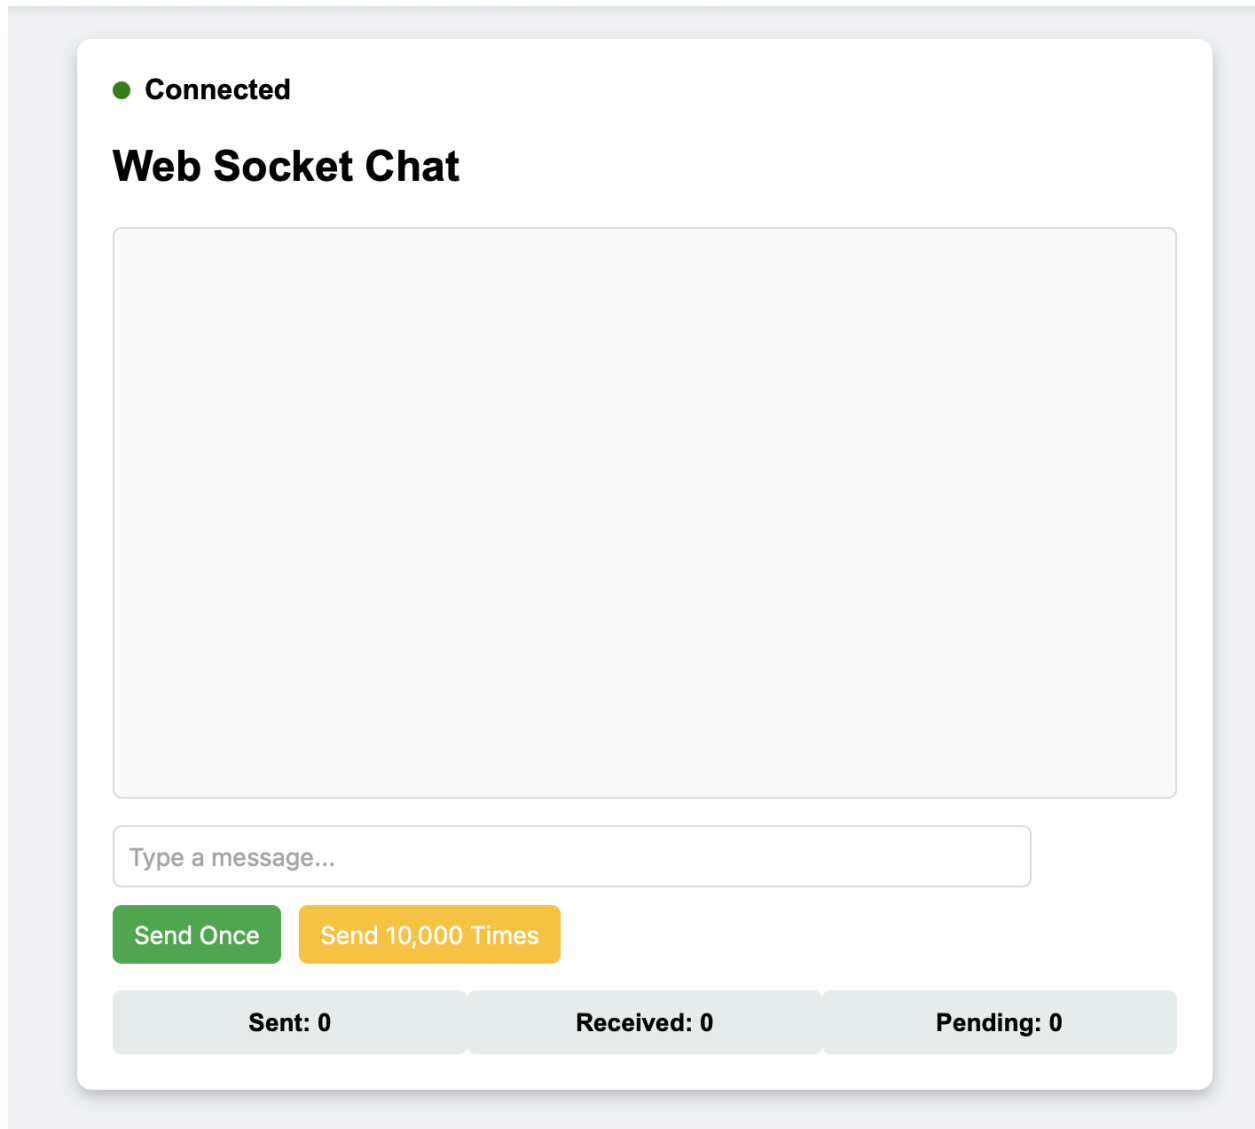 Connected
Web Socket Chat
Type a message...
Send Once Send 10,000 Times
Sent: 0 Received: 0 Pending: 0